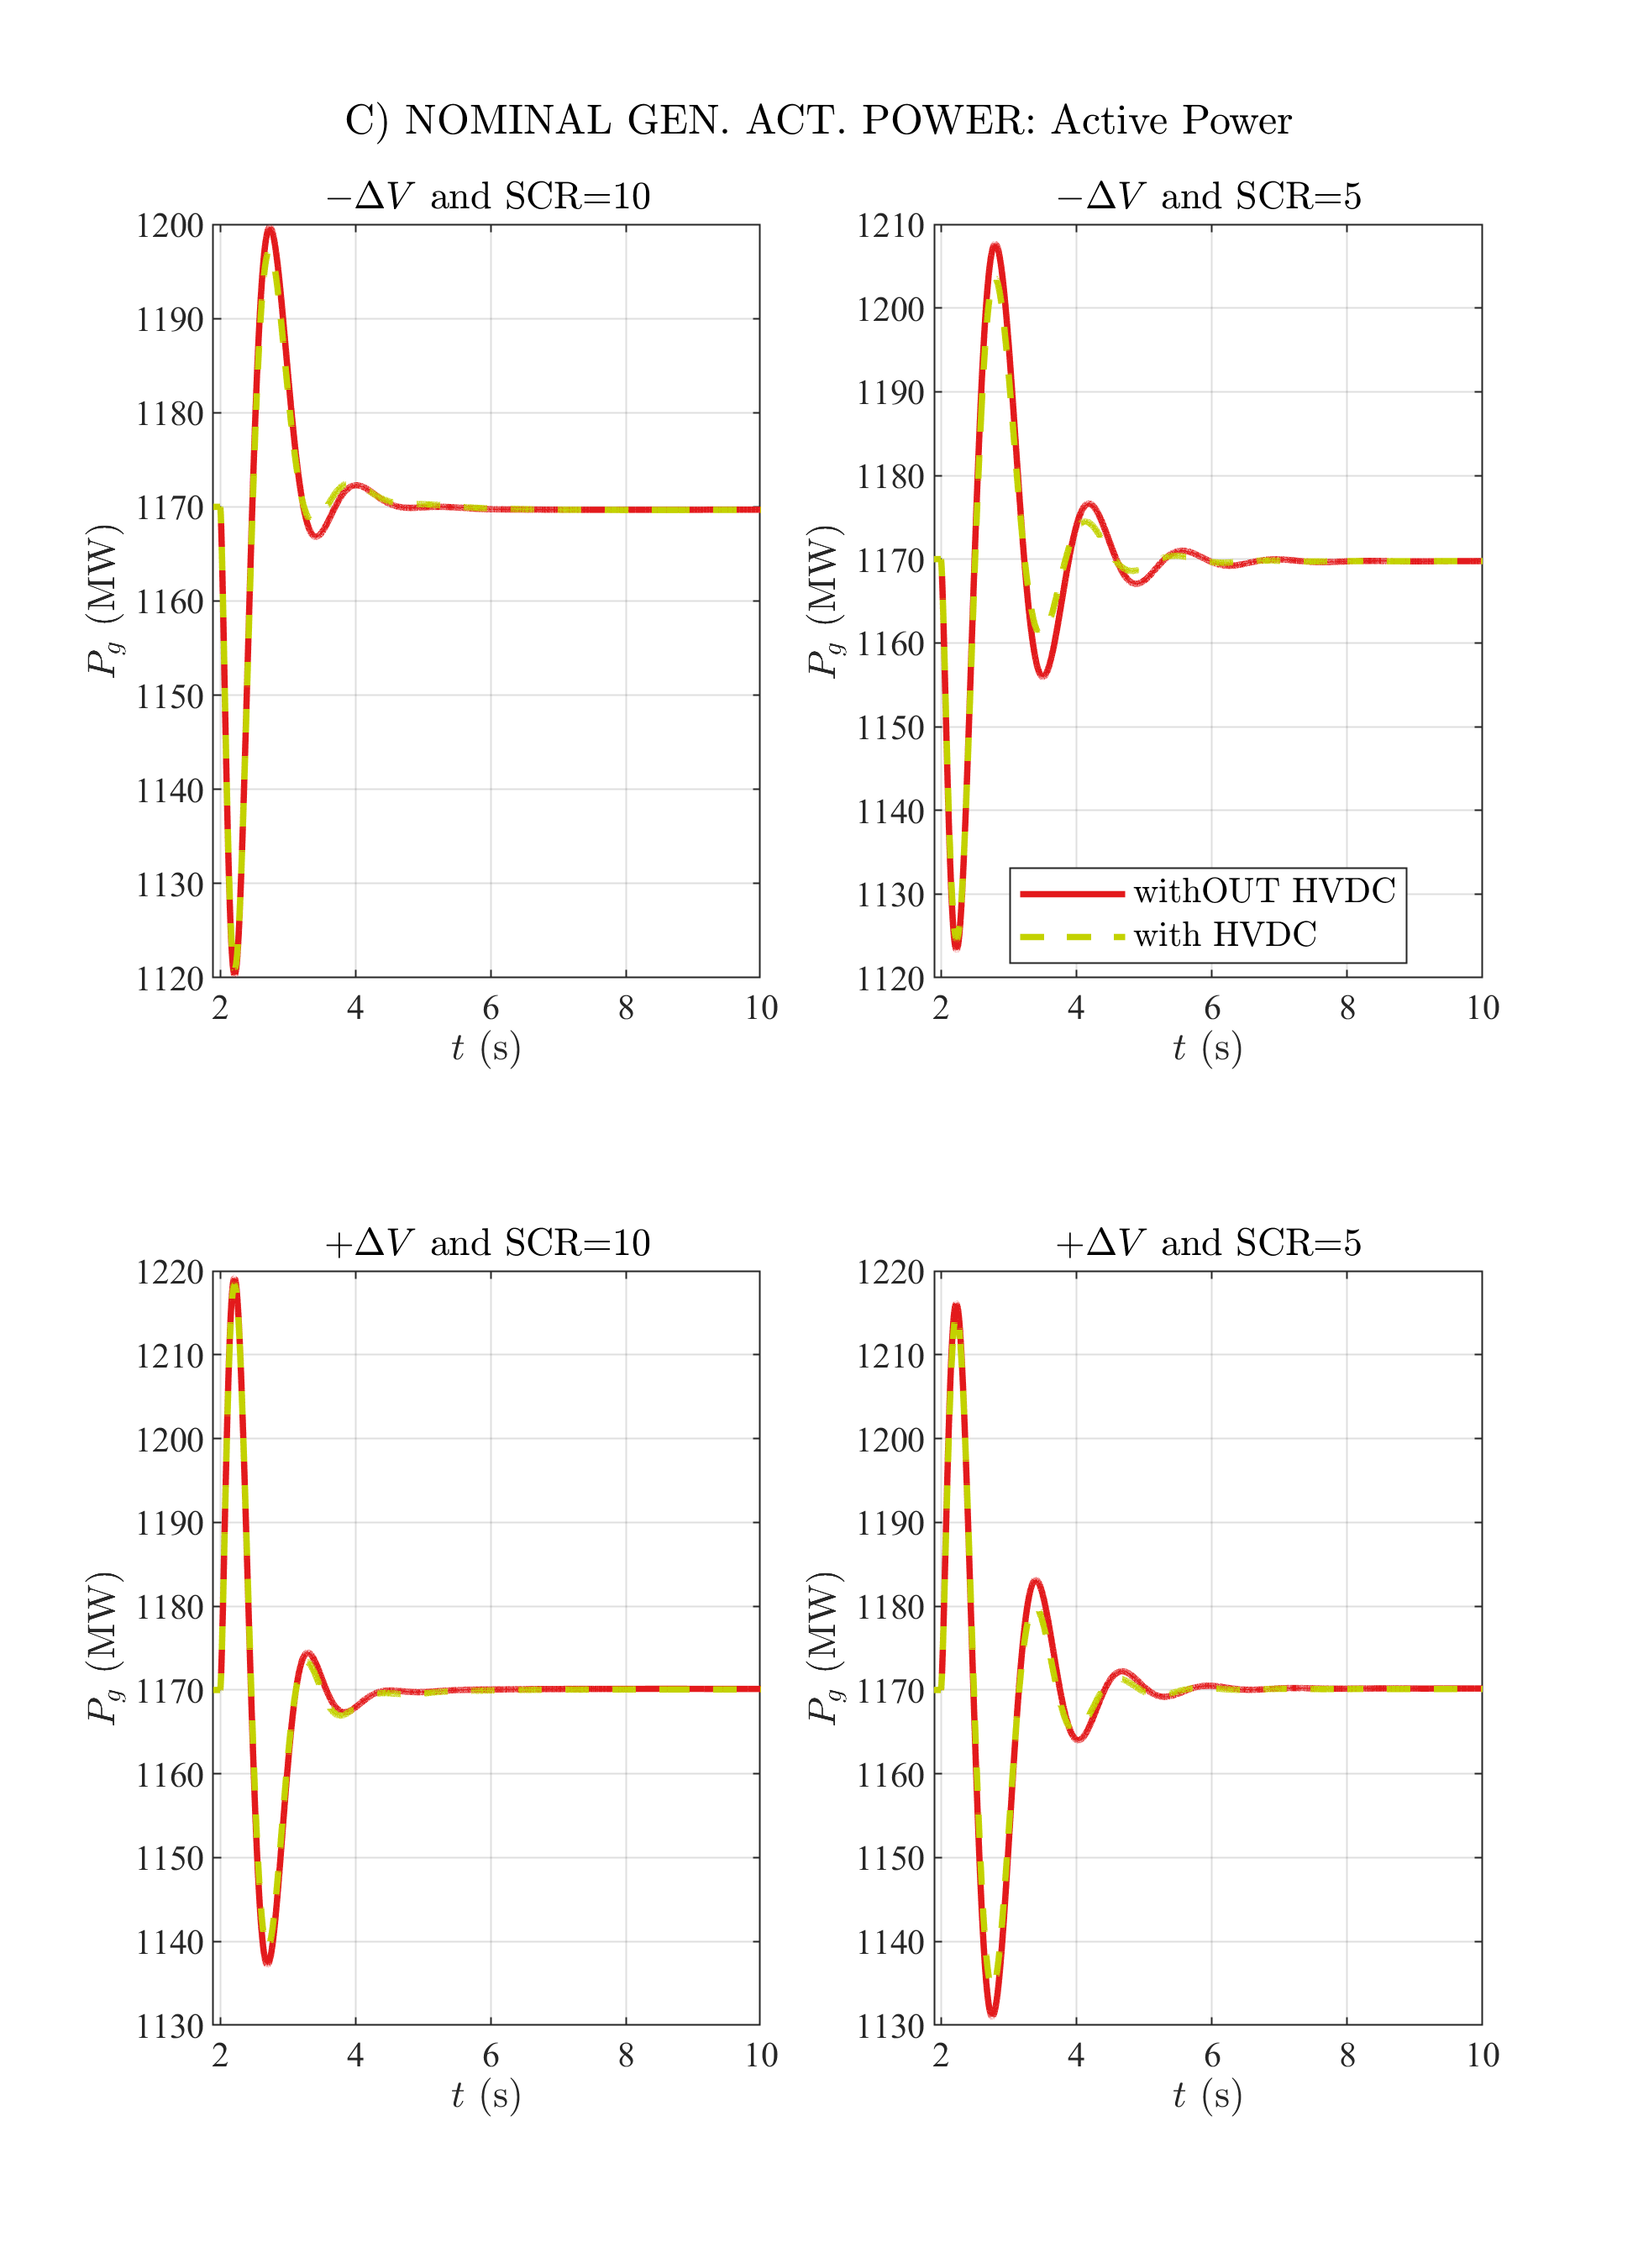 C) NOMINAL GEN. ACT. POWER: Active Power
−ΔV and SCR=10
1200
1190
1180
1170
1160
1150
1140
1130
1120
P_g (MW)
2 4 6 8 10
t (s)
−ΔV and SCR=5
1210
1200
1190
1180
1170
1160
1150
1140
1130
1120
P_g (MW)
withOUT HVDC
with HVDC
2 4 6 8 10
t (s)
+ΔV and SCR=10
1220
1210
1200
1190
1180
1170
1160
1150
1140
1130
P_g (MW)
2 4 6 8 10
t (s)
+ΔV and SCR=5
1220
1210
1200
1190
1180
1170
1160
1150
1140
1130
P_g (MW)
2 4 6 8 10
t (s)